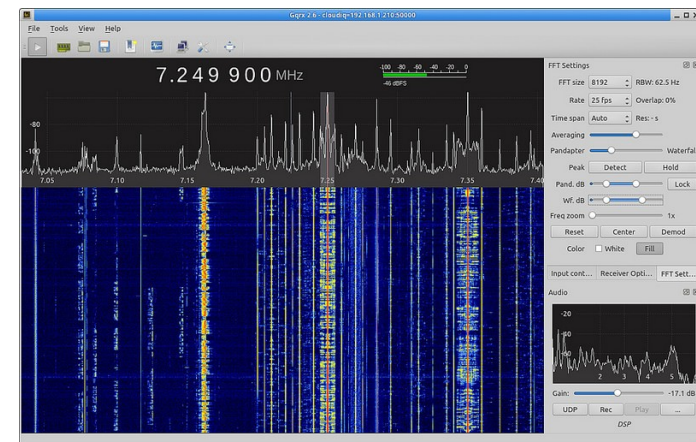 Gqrx 2.6 - cloudiq=192.168.1.210:50000
File Tools View Help
7.249 900 MHz
-100 -80 -60 -40 -20 0
-46 dBFS
-80
-100
7.05 7.10 7.15 7.20 7.25 7.30 7.35 7.40
FFT Settings
FFT size 8192 RBW: 62.5 Hz
Rate 25 fps Overlap: 0%
Time span Auto Res: - s
Averaging
Pandapter Waterfal
Peak Detect Hold
Pand. dB Lock
Wf. dB
Freq zoom 1x
Reset Center Demod
Color White Fill
Input cont... Receiver Opti... FFT Sett...
Audio
-20
-60
2 3 4 5
Gain: -17.1 dB
UDP Rec Play ...
DSP